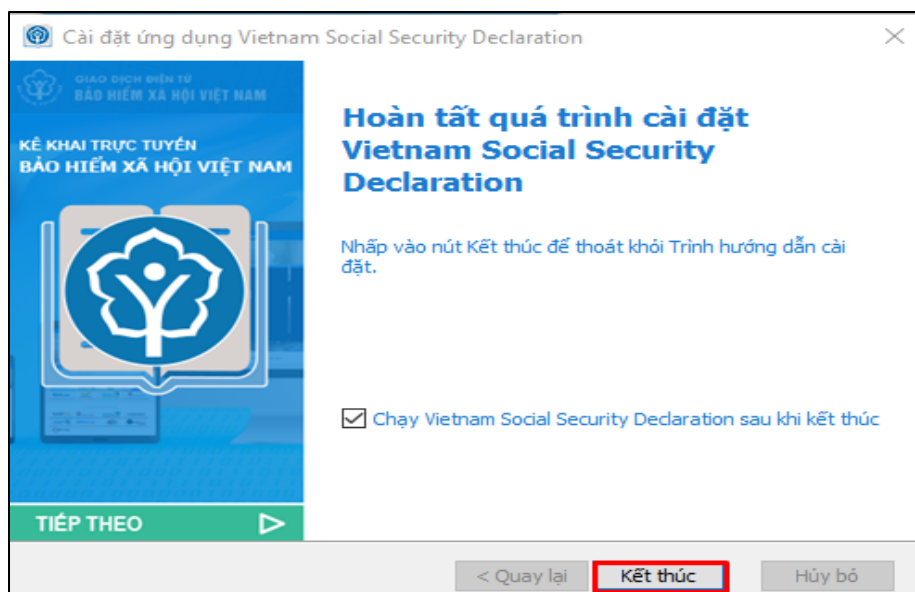 Cài đặt ứng dụng Vietnam Social Security Declaration
GIAO DỊCH ĐIỆN TỬ
BẢO HIỂM XÃ HỘI VIỆT NAM
KÊ KHAI TRỰC TUYẾN
BẢO HIỂM XÃ HỘI VIỆT NAM
Hoàn tất quá trình cài đặt
Vietnam Social Security
Declaration
Nhấp vào nút Kết thúc để thoát khỏi Trình hướng dẫn cài
đặt.
Chạy Vietnam Social Security Declaration sau khi kết thúc
TIẾP THEO
< Quay lại
Kết thúc
Hủy bỏ